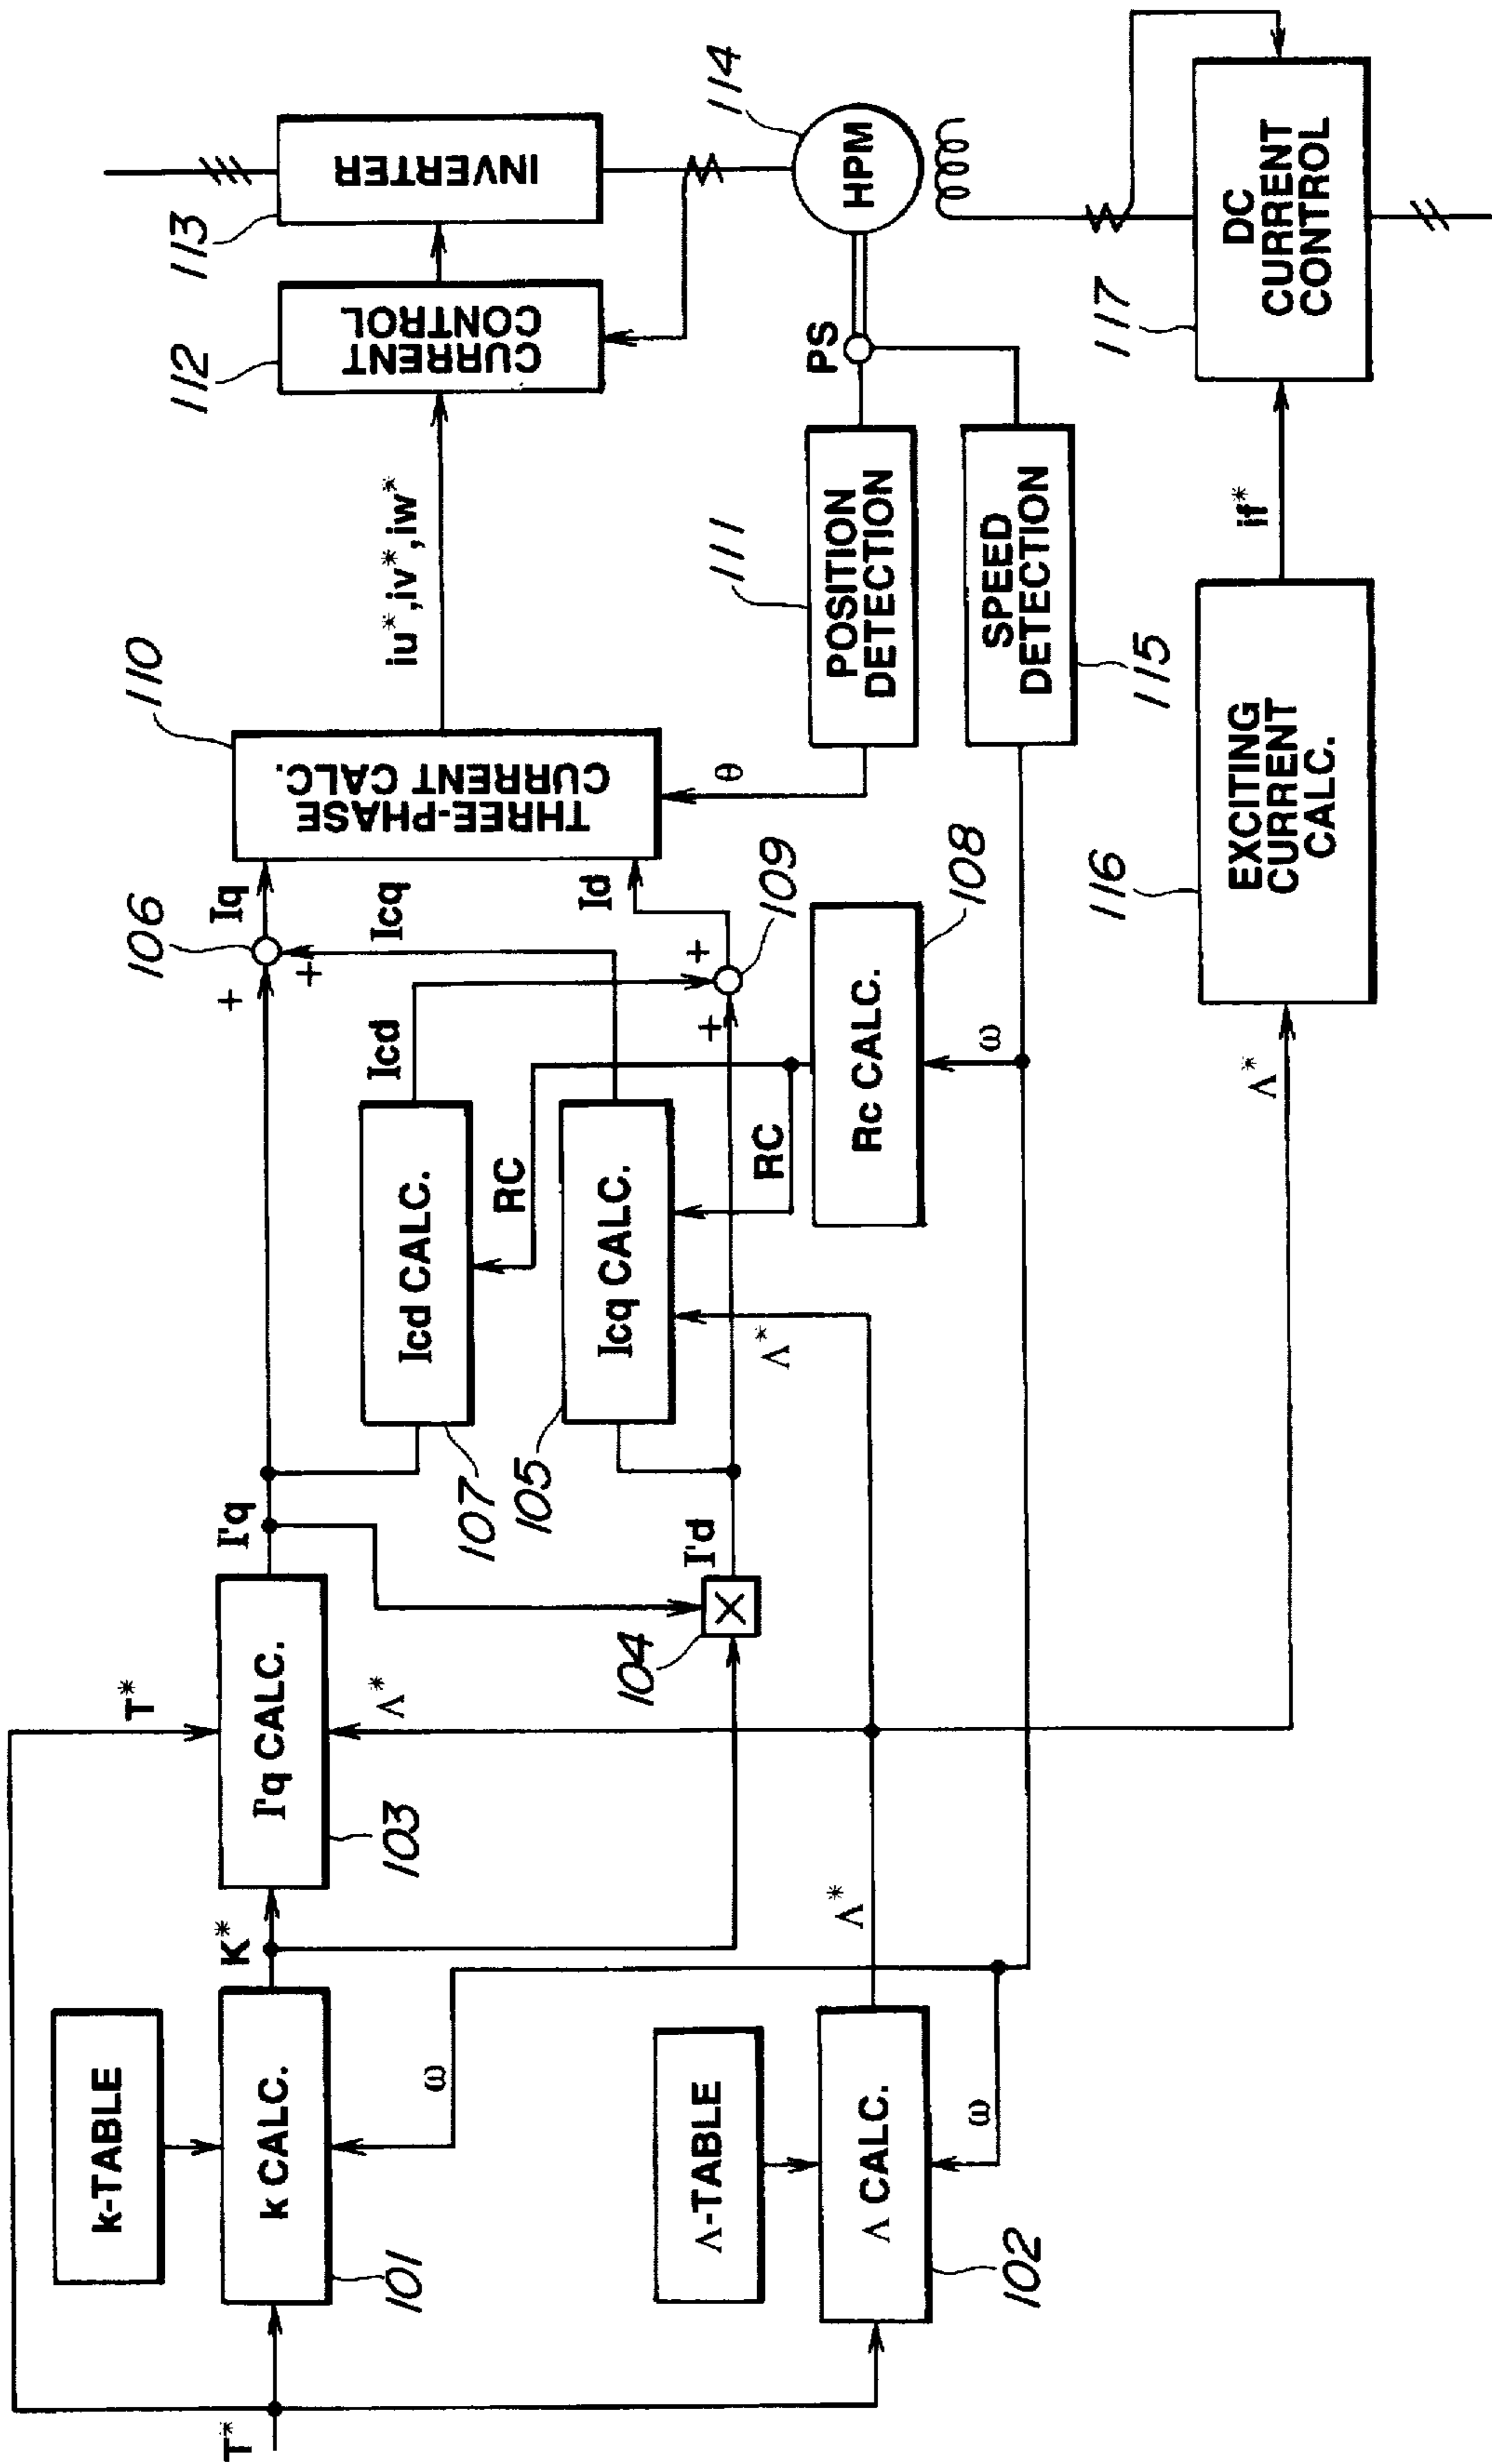 T*
T*
k-TABLE
k CALC.
101
ω
K*
I'q CALC.
103
T*
Λ*
I'q
Λ-TABLE
Λ CALC.
102
ω
Λ*
104
I'd
107
Icd CALC.
Icd
RC
105
Icq CALC.
Icq
RC
Λ*
+
+
106
Iq
+
+
109
Id
Rc CALC.
108
ω
110
THREE-PHASE
CURRENT CALC.
θ
iu*,iv*,iw*
112
CURRENT
CONTROL
113
INVERTER
111
POSITION
DETECTION
PS
HPM
114
SPEED
DETECTION
115
Λ*
116
EXCITING
CURRENT
CALC.
if*
117
DC
CURRENT
CONTROL